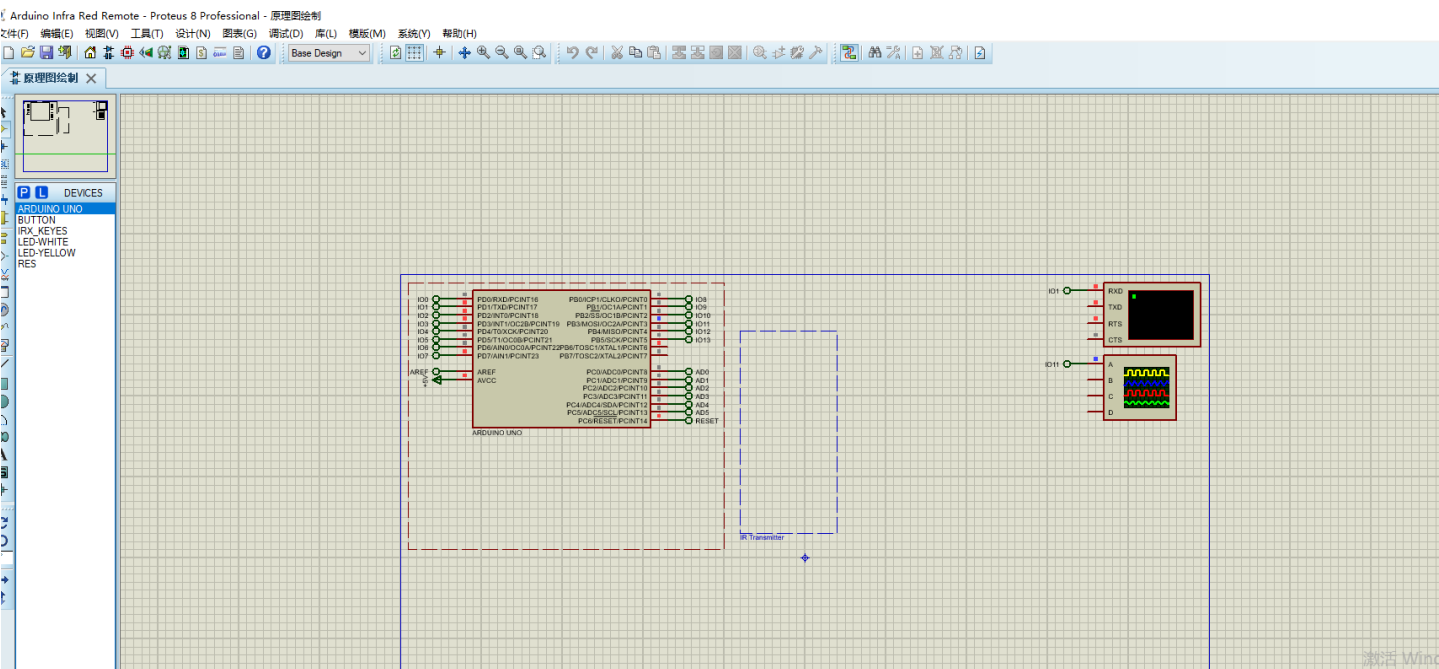 Arduino Infra Red Remote - Proteus 8 Professional - 原理图绘制
文件(F) 编辑(E) 视图(V) 工具(T) 设计(N) 图表(G) 调试(D) 库(L) 模版(M) 系统(Y) 帮助(H)
Base Design
原理图绘制
P L DEVICES
ARDUINO UNO
BUTTON
IRX_KEYES
LED-WHITE
LED-YELLOW
RES
IO0 PD0/RXD/PCINT16 PB0/ICP1/CLKO/PCINT0 IO8
IO1 PD1/TXD/PCINT17 PB1/OC1A/PCINT1 IO9
IO2 PD2/INT0/PCINT18 PB2/SS/OC1B/PCINT2 IO10
IO3 PD3/INT1/OC2B/PCINT19 PB3/MOSI/OC2A/PCINT3 IO11
IO4 PD4/T0/XCK/PCINT20 PB4/MISO/PCINT4 IO12
IO5 PD5/T1/OC0B/PCINT21 PB5/SCK/PCINT5 IO13
IO6 PD6/AIN0/OC0A/PCINT22 PB6/TOSC1/XTAL1/PCINT6
IO7 PD7/AIN1/PCINT23 PB7/TOSC2/XTAL2/PCINT7
AREF AREF PC0/ADC0/PCINT8 AD0
+5V AVCC PC1/ADC1/PCINT9 AD1
PC2/ADC2/PCINT10 AD2
PC3/ADC3/PCINT11 AD3
PC4/ADC4/SDA/PCINT12 AD4
PC5/ADC5/SCL/PCINT13 AD5
PC6/RESET/PCINT14 RESET
ARDUINO UNO
IR Transmitter
IO1 RXD
TXD
RTS
CTS
IO11 A
B
C
D
激活 Wind